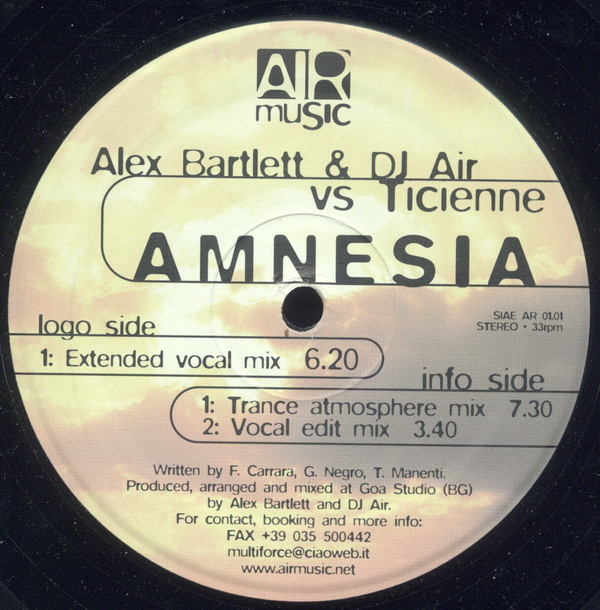 AIR
music
Alex Bartlett & DJ Air
vs Ticienne
AMNESIA
SIAE AR 01.01
STEREO • 33rpm
logo side
1: Extended vocal mix 6.20
info side
1: Trance atmosphere mix 7.30
2: Vocal edit mix 3.40
Written by F. Carrara, G. Negro, T. Manenti.
Produced, arranged and mixed at Goa Studio (BG)
by Alex Bartlett and DJ Air.
For contact, booking and more info:
FAX +39 035 500442
multiforce@ciaoweb.it
www.airmusic.net